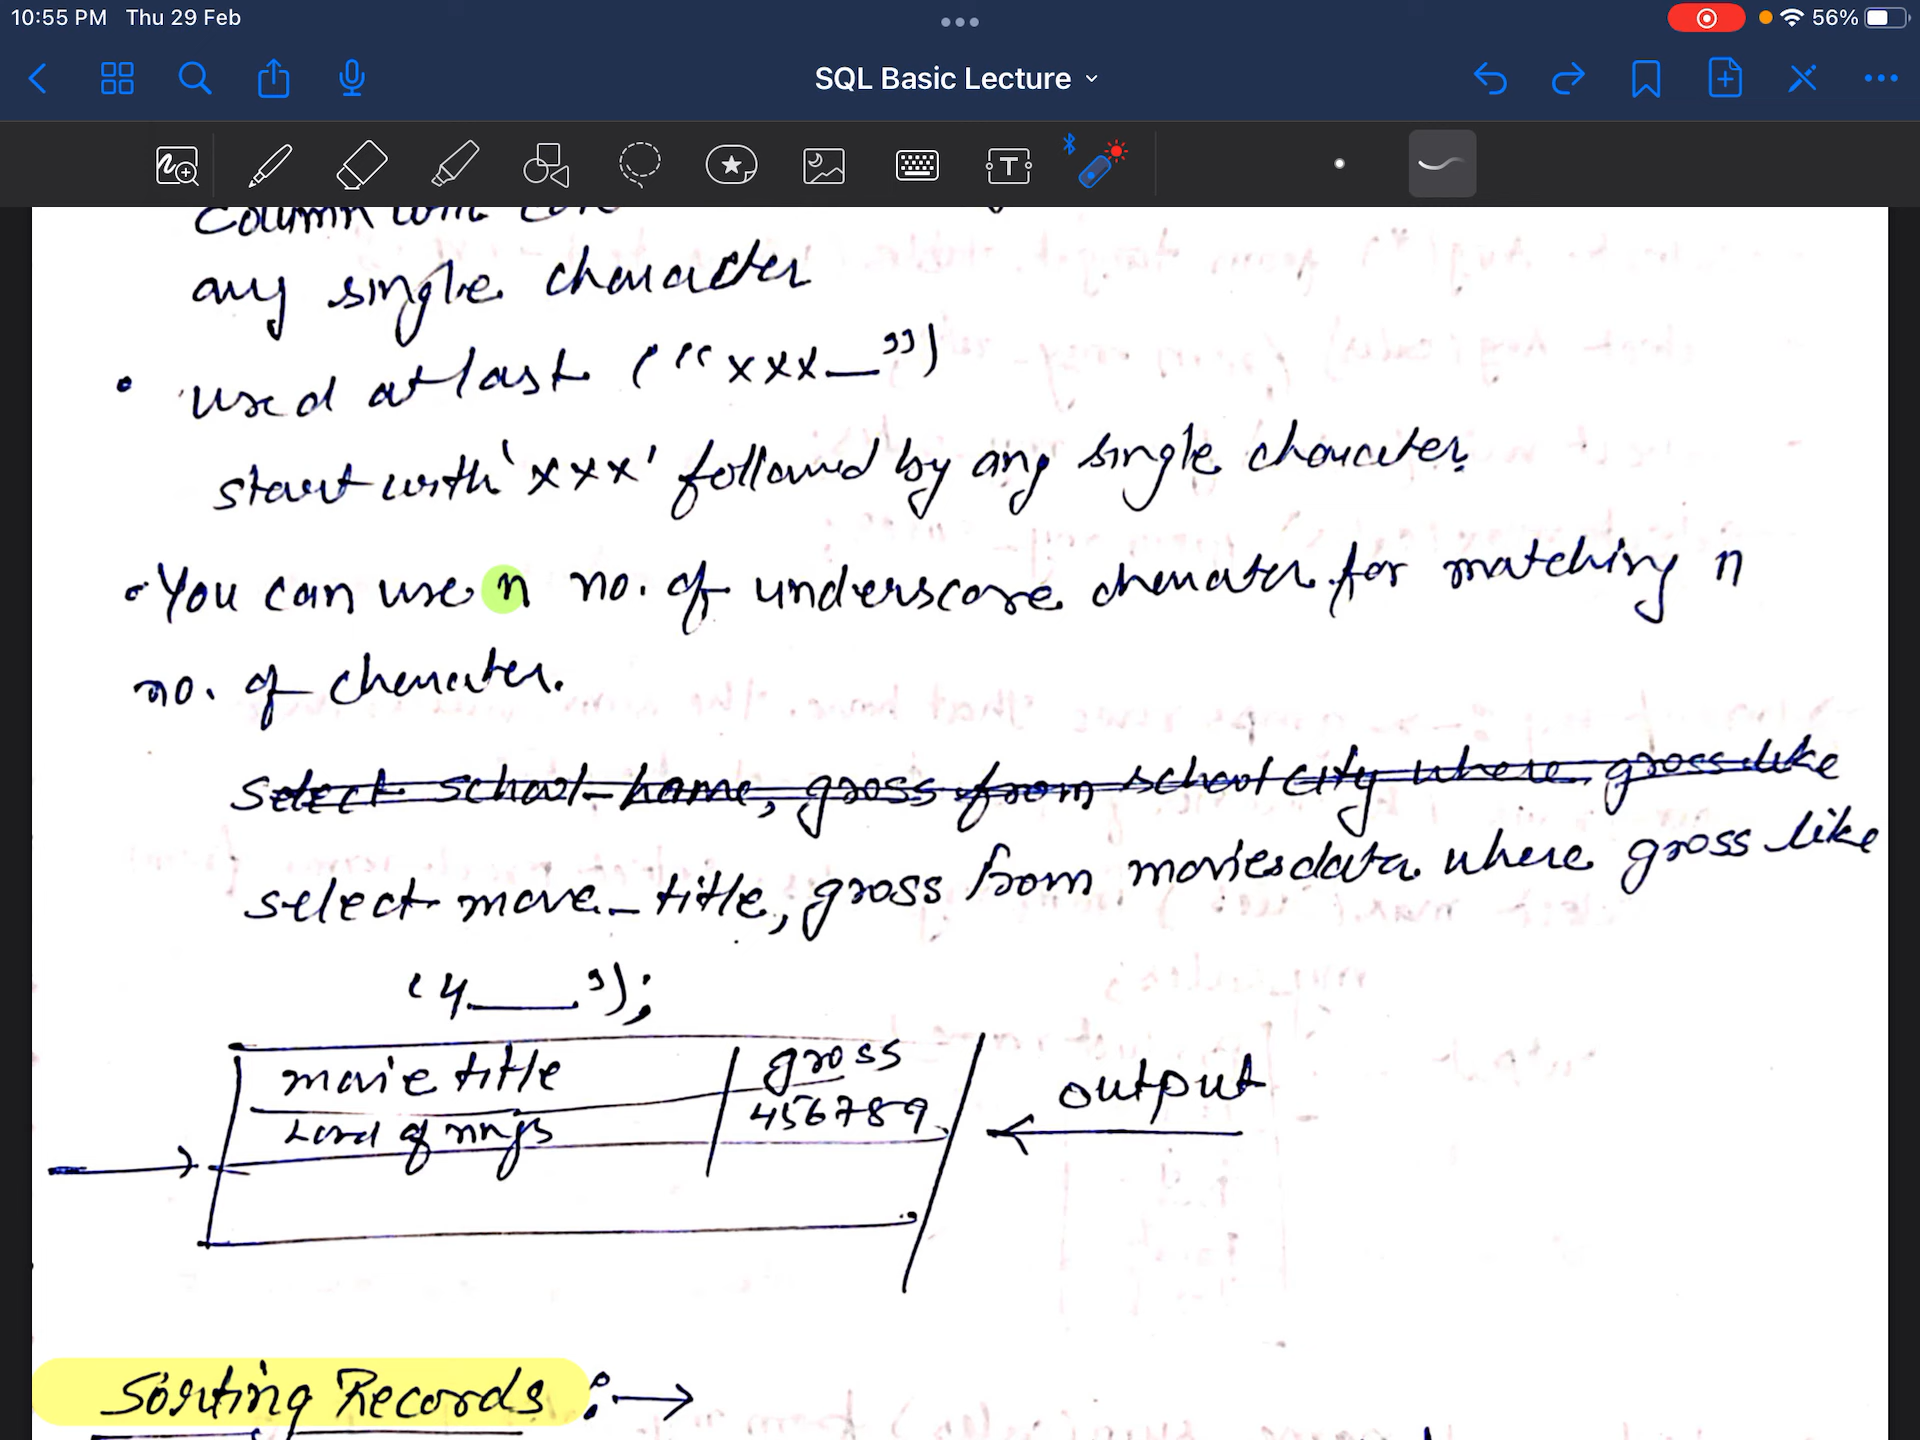 10:55 PM Thu 29 Feb
56%
SQL Basic Lecture
T
Column
any single character
• used at last ("xxx_")
start with 'xxx' followed by any single character.
• You can use n no. of underscore character for matching n
no. of character.
select school_name, gross from school city where gross like
select move_title, gross from moviesdata where gross like
('4____');
movie title gross
Lord of rings 456789
output
Sorting Records :→